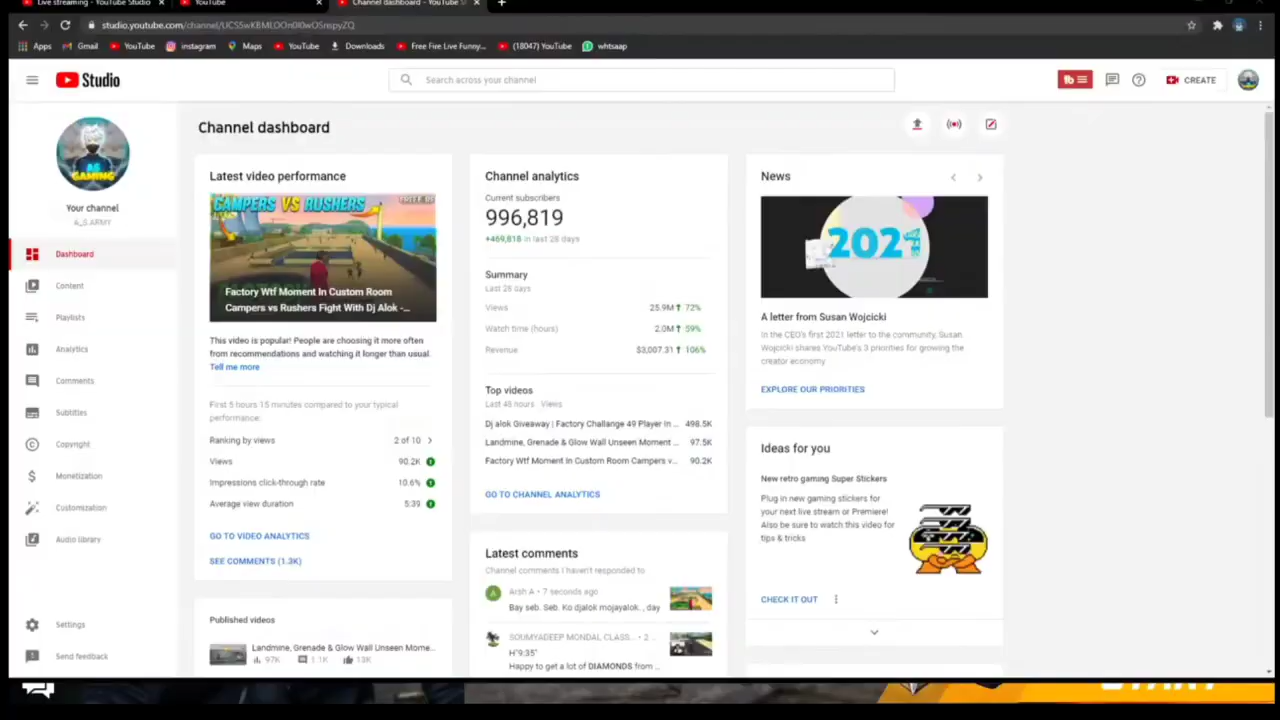 Live streaming - YouTube Studio
YouTube
Channel dashboard - YouTube
Apps
Gmail
YouTube
instagram
Maps
YouTube
Downloads
Free Fire Live Funny...
(18047) YouTube
whtsaap
Studio
Search across your channel
CREATE
Channel dashboard
Your channel
A_S ARMY
Dashboard
Content
Playlists
Analytics
Comments
Subtitles
Copyright
Monetization
Customization
Audio library
Settings
Send feedback
Latest video performance
CAMPERS VS RUSHERS
Factory Wtf Moment In Custom Room
Campers vs Rushers Fight With Dj Alok -...
This video is popular! People are choosing it more often
from recommendations and watching it longer than usual.
Tell me more
First 5 hours 15 minutes compared to your typical
performance:
Ranking by views 2 of 10
Views 90.2K
Impressions click-through rate 10.6%
Average view duration 5:39
GO TO VIDEO ANALYTICS
SEE COMMENTS (1.3K)
Published videos
Landmine, Grenade & Glow Wall Unseen Mome...
97K 1.1K 13K
Channel analytics
Current subscribers
996,819
+469,818 in last 28 days
Summary
Last 28 days
Views 25.9M 72%
Watch time (hours) 2.0M 59%
Revenue $3,007.31 106%
Top videos
Last 48 hours · Views
Dj alok Giveaway | Factory Challange 49 Player In ... 498.5K
Landmine, Grenade & Glow Wall Unseen Moment ... 97.5K
Factory Wtf Moment In Custom Room Campers v... 90.2K
GO TO CHANNEL ANALYTICS
Latest comments
Channel comments I haven't responded to
A
Arsh A • 7 seconds ago
Bay seb. Seb. Ko djalok mojayalok. , day
SOUMYADEEP MONDAL CLASS... • 2 ...
H"9:35"
Happy to get a lot of DIAMONDS from ...
News
2021
A letter from Susan Wojcicki
In the CEO's first 2021 letter to the community, Susan
Wojcicki shares YouTube's 3 priorities for growing the
creator economy.
EXPLORE OUR PRIORITIES
Ideas for you
New retro gaming Super Stickers
Plug in new gaming stickers for
your next live stream or Premiere!
Also be sure to watch this video for
tips & tricks
CHECK IT OUT